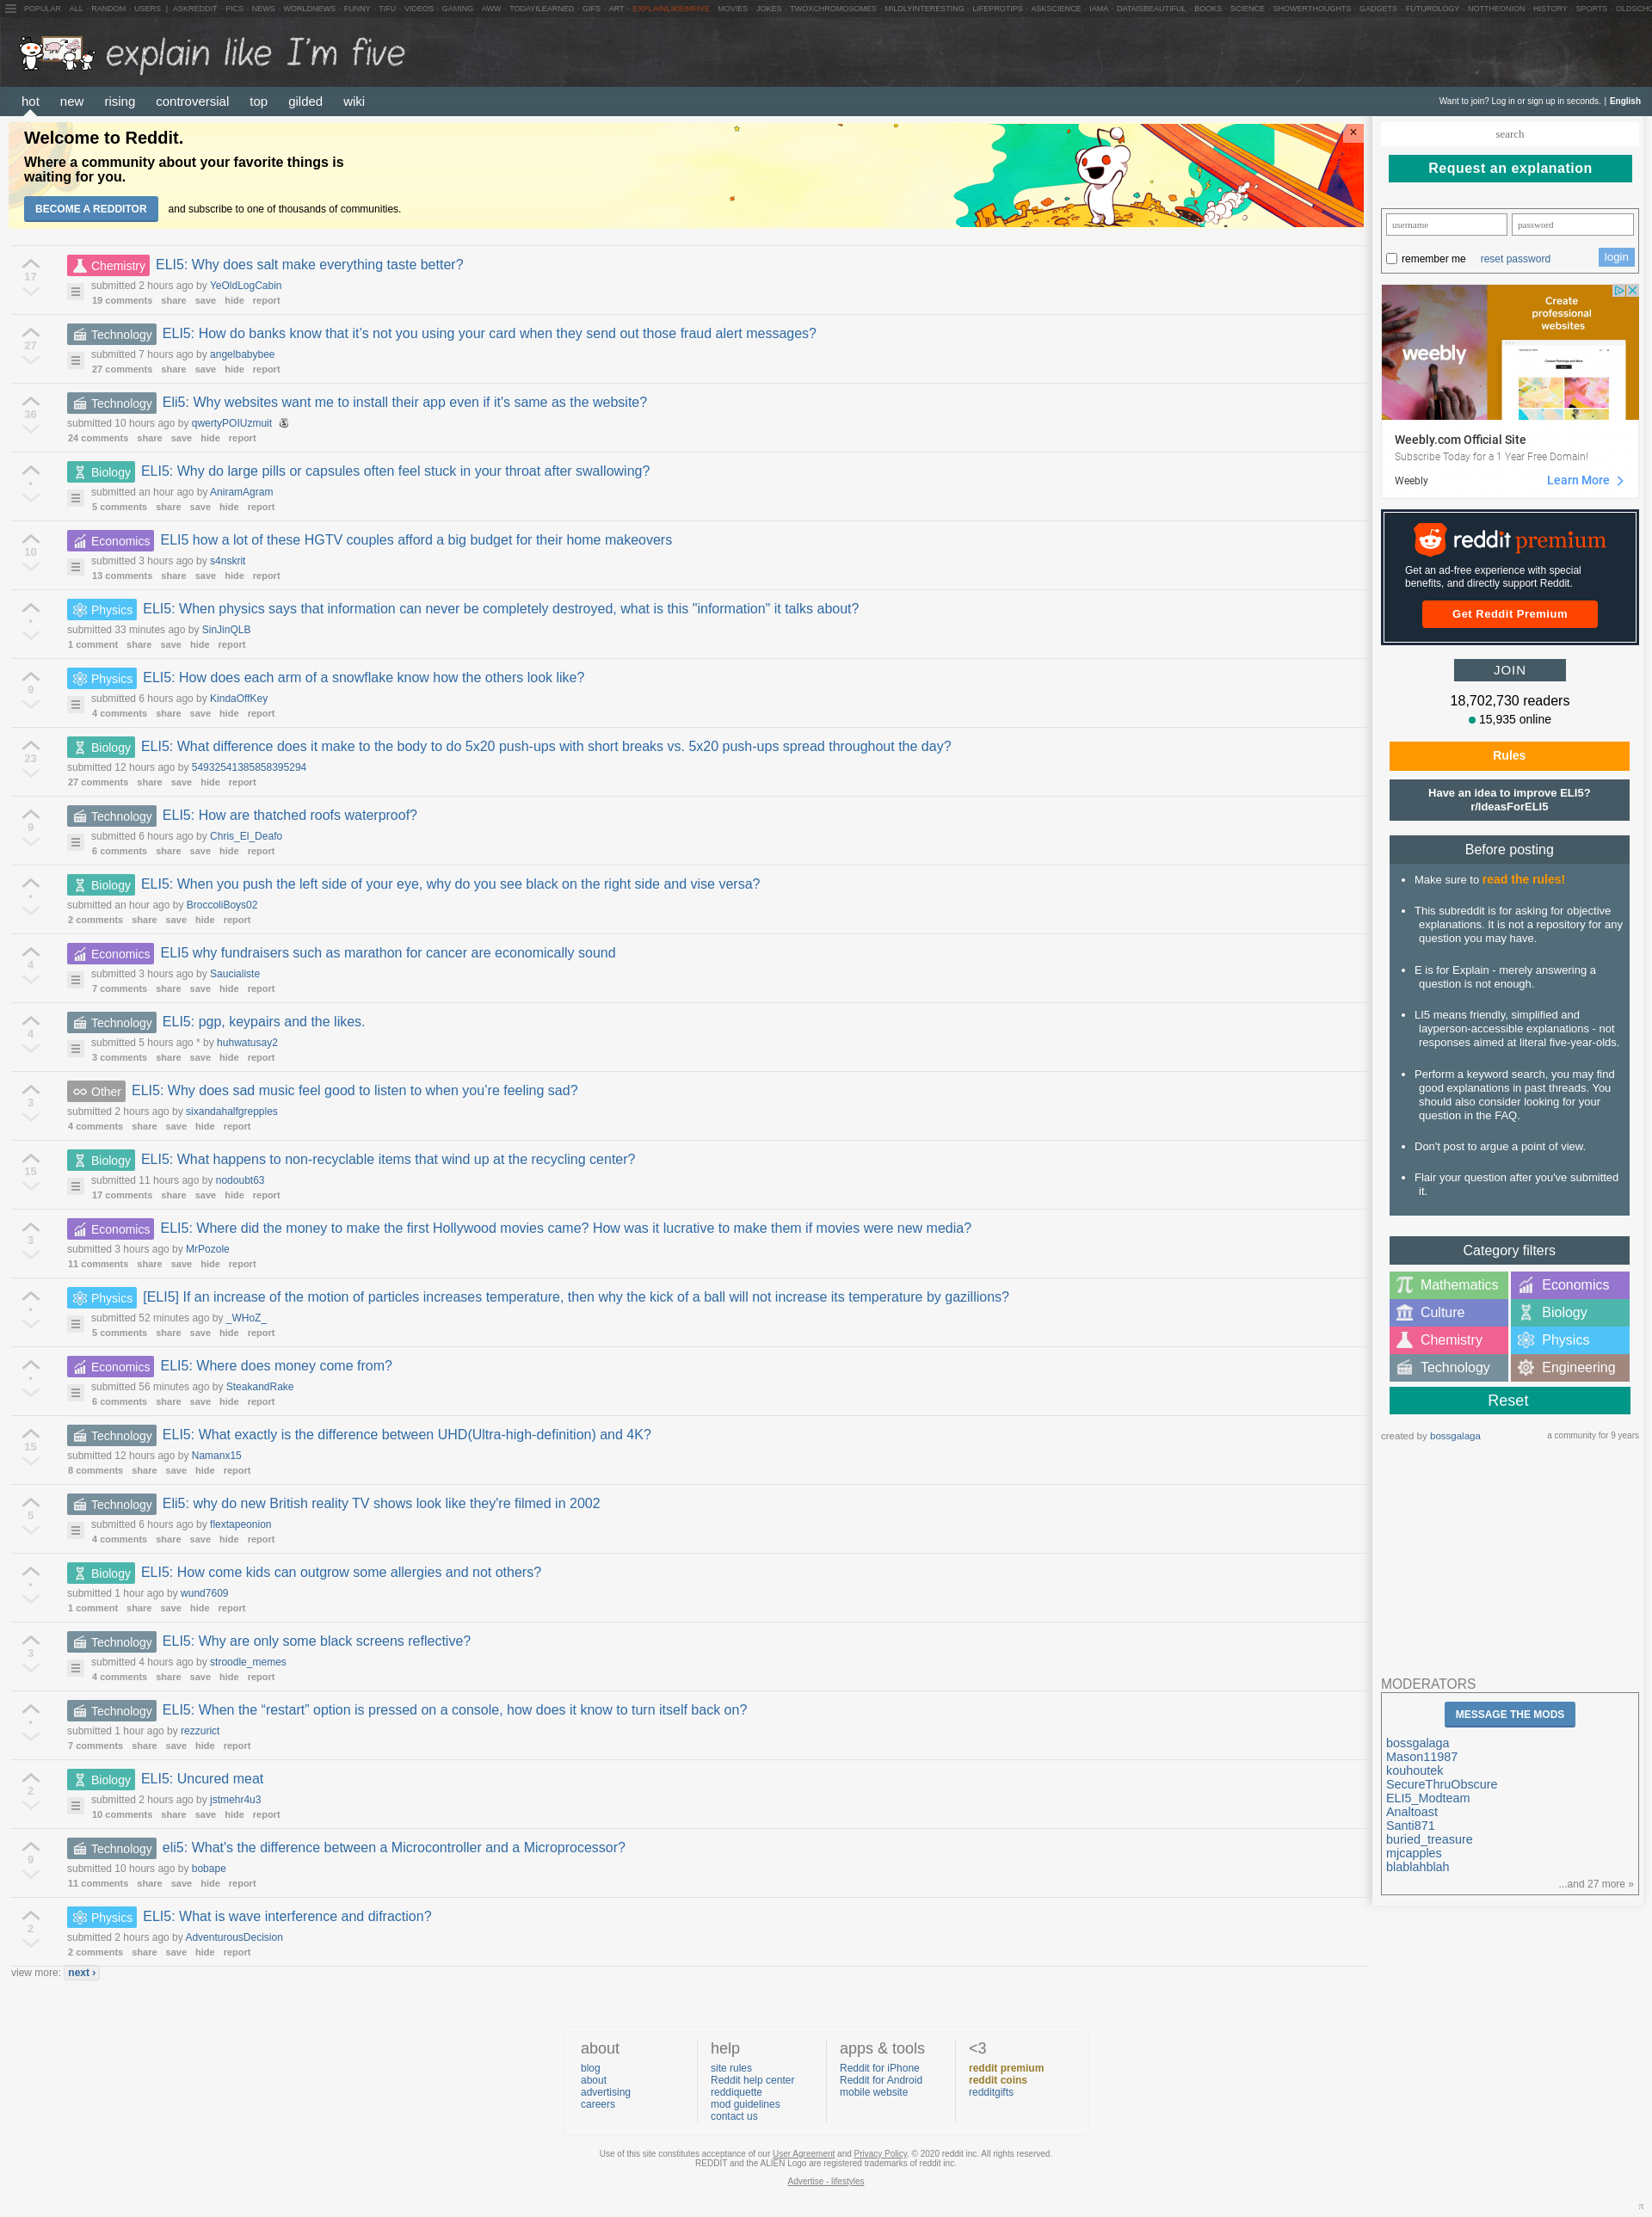 POPULAR - ALL - RANDOM - USERS | ASKREDDIT - PICS - NEWS - WORLDNEWS - FUNNY - TIFU - VIDEOS - GAMING - AWW - TODAYILEARNED - GIFS - ART - EXPLAINLIKEIMFIVE - MOVIES - JOKES - TWOXCHROMOSOMES - MILDLYINTERESTING - LIFEPROTIPS - ASKSCIENCE - IAMA - DATAISBEAUTIFUL - BOOKS - SCIENCE - SHOWERTHOUGHTS - GADGETS - FUTUROLOGY - NOTTHEONION - HISTORY - SPORTS - OLDSCHO
explain like I'm five
hot new rising controversial top gilded wiki
Want to join? Log in or sign up in seconds. | English
Welcome to Reddit.
Where a community about your favorite things is
waiting for you.
BECOME A REDDITOR and subscribe to one of thousands of communities.
×
17
Chemistry ELI5: Why does salt make everything taste better?
submitted 2 hours ago by YeOldLogCabin
19 comments share save hide report
27
Technology ELI5: How do banks know that it's not you using your card when they send out those fraud alert messages?
submitted 7 hours ago by angelbabybee
27 comments share save hide report
36
Technology Eli5: Why websites want me to install their app even if it's same as the website?
submitted 10 hours ago by qwertyPOIUzmuit
24 comments share save hide report
•
Biology ELI5: Why do large pills or capsules often feel stuck in your throat after swallowing?
submitted an hour ago by AniramAgram
5 comments share save hide report
10
Economics ELI5 how a lot of these HGTV couples afford a big budget for their home makeovers
submitted 3 hours ago by s4nskrit
13 comments share save hide report
•
Physics ELI5: When physics says that information can never be completely destroyed, what is this "information" it talks about?
submitted 33 minutes ago by SinJinQLB
1 comment share save hide report
9
Physics ELI5: How does each arm of a snowflake know how the others look like?
submitted 6 hours ago by KindaOffKey
4 comments share save hide report
23
Biology ELI5: What difference does it make to the body to do 5x20 push-ups with short breaks vs. 5x20 push-ups spread throughout the day?
submitted 12 hours ago by 54932541385858395294
27 comments share save hide report
9
Technology ELI5: How are thatched roofs waterproof?
submitted 6 hours ago by Chris_El_Deafo
6 comments share save hide report
•
Biology ELI5: When you push the left side of your eye, why do you see black on the right side and vise versa?
submitted an hour ago by BroccoliBoys02
2 comments share save hide report
4
Economics ELI5 why fundraisers such as marathon for cancer are economically sound
submitted 3 hours ago by Saucialiste
7 comments share save hide report
4
Technology ELI5: pgp, keypairs and the likes.
submitted 5 hours ago * by huhwatusay2
3 comments share save hide report
3
Other ELI5: Why does sad music feel good to listen to when you're feeling sad?
submitted 2 hours ago by sixandahalfgrepples
4 comments share save hide report
15
Biology ELI5: What happens to non-recyclable items that wind up at the recycling center?
submitted 11 hours ago by nodoubt63
17 comments share save hide report
3
Economics ELI5: Where did the money to make the first Hollywood movies came? How was it lucrative to make them if movies were new media?
submitted 3 hours ago by MrPozole
11 comments share save hide report
•
Physics [ELI5] If an increase of the motion of particles increases temperature, then why the kick of a ball will not increase its temperature by gazillions?
submitted 52 minutes ago by _WHoZ_
5 comments share save hide report
•
Economics ELI5: Where does money come from?
submitted 56 minutes ago by SteakandRake
6 comments share save hide report
15
Technology ELI5: What exactly is the difference between UHD(Ultra-high-definition) and 4K?
submitted 12 hours ago by Namanx15
8 comments share save hide report
5
Technology Eli5: why do new British reality TV shows look like they're filmed in 2002
submitted 6 hours ago by flextapeonion
4 comments share save hide report
•
Biology ELI5: How come kids can outgrow some allergies and not others?
submitted 1 hour ago by wund7609
1 comment share save hide report
3
Technology ELI5: Why are only some black screens reflective?
submitted 4 hours ago by stroodle_memes
4 comments share save hide report
•
Technology ELI5: When the “restart” option is pressed on a console, how does it know to turn itself back on?
submitted 1 hour ago by rezzurict
7 comments share save hide report
2
Biology ELI5: Uncured meat
submitted 2 hours ago by jstmehr4u3
10 comments share save hide report
9
Technology eli5: What's the difference between a Microcontroller and a Microprocessor?
submitted 10 hours ago by bobape
11 comments share save hide report
2
Physics ELI5: What is wave interference and difraction?
submitted 2 hours ago by AdventurousDecision
2 comments share save hide report
view more: next ›
search
Request an explanation
username password
remember me reset password login
Create
professional
websites
weebly
Weebly.com Official Site
Subscribe Today for a 1 Year Free Domain!
Weebly Learn More
reddit premium
Get an ad-free experience with special
benefits, and directly support Reddit.
Get Reddit Premium
JOIN
18,702,730 readers
15,935 online
Rules
Have an idea to improve ELI5?
r/IdeasForELI5
Before posting
• Make sure to read the rules!
• This subreddit is for asking for objective
explanations. It is not a repository for any
question you may have.
• E is for Explain - merely answering a
question is not enough.
• LI5 means friendly, simplified and
layperson-accessible explanations - not
responses aimed at literal five-year-olds.
• Perform a keyword search, you may find
good explanations in past threads. You
should also consider looking for your
question in the FAQ.
• Don't post to argue a point of view.
• Flair your question after you've submitted
it.
Category filters
Mathematics Economics
Culture Biology
Chemistry Physics
Technology Engineering
Reset
created by bossgalaga a community for 9 years
MODERATORS
MESSAGE THE MODS
bossgalaga
Mason11987
kouhoutek
SecureThruObscure
ELI5_Modteam
Analtoast
Santi871
buried_treasure
mjcapples
blablahblah
...and 27 more »
about
blog
about
advertising
careers
help
site rules
Reddit help center
reddiquette
mod guidelines
contact us
apps & tools
Reddit for iPhone
Reddit for Android
mobile website
<3
reddit premium
reddit coins
redditgifts
Use of this site constitutes acceptance of our User Agreement and Privacy Policy. © 2020 reddit inc. All rights reserved.
REDDIT and the ALIEN Logo are registered trademarks of reddit inc.
Advertise - lifestyles
π